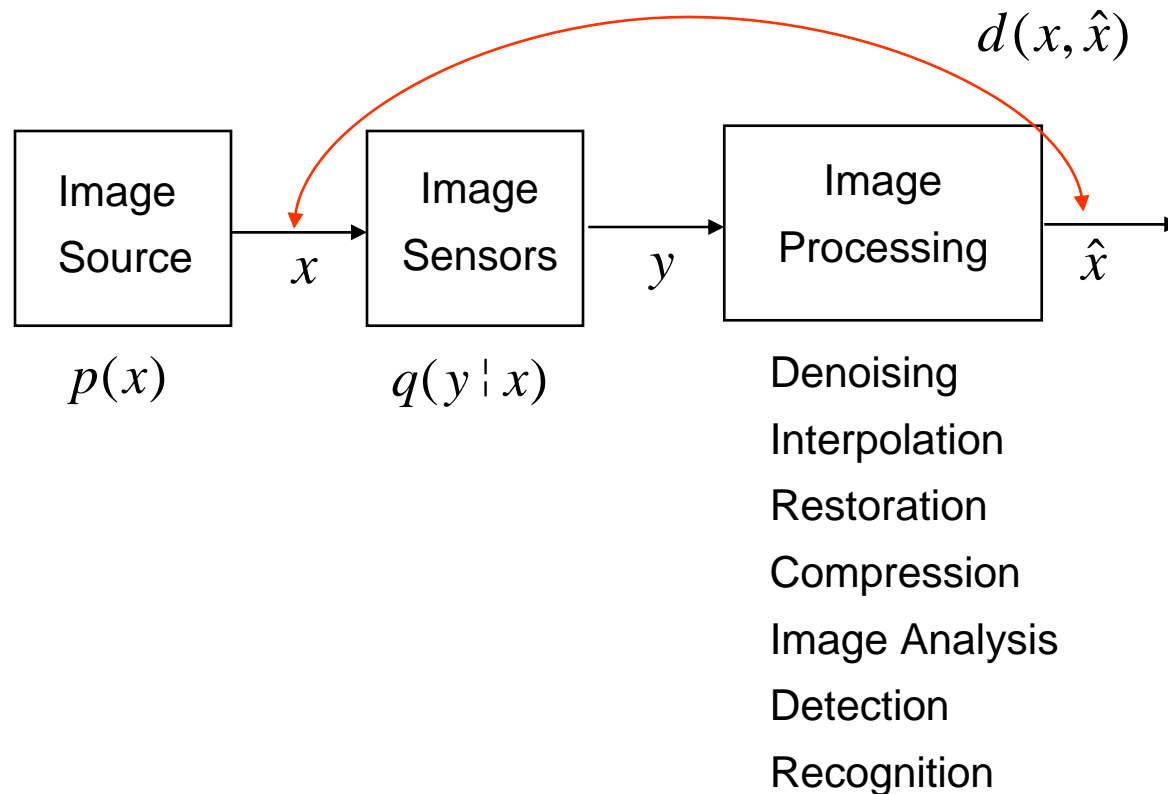 d(x, x̂)
Image
Source
Image
Sensors
Image
Processing
x
y
x̂
p(x)
q(y ¦ x)
Denoising
Interpolation
Restoration
Compression
Image Analysis
Detection
Recognition